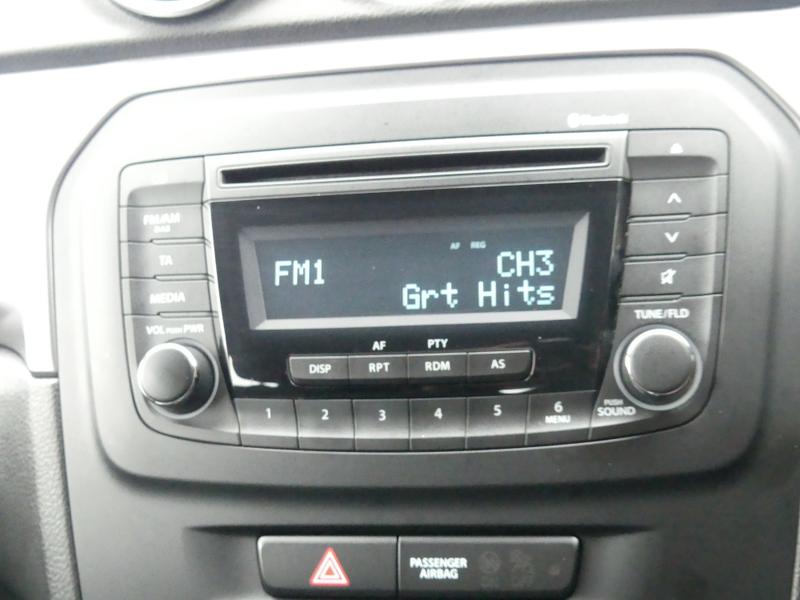 Bluetooth
FM/AM
DAB
TA
MEDIA
VOL PUSH PWR
AF REG
FM1 CH3
Grt Hits
TUNE/FLD
AF PTY
DISP RPT RDM AS
1 2 3 4 5 6
MENU
PUSH
SOUND
PASSENGER
AIRBAG